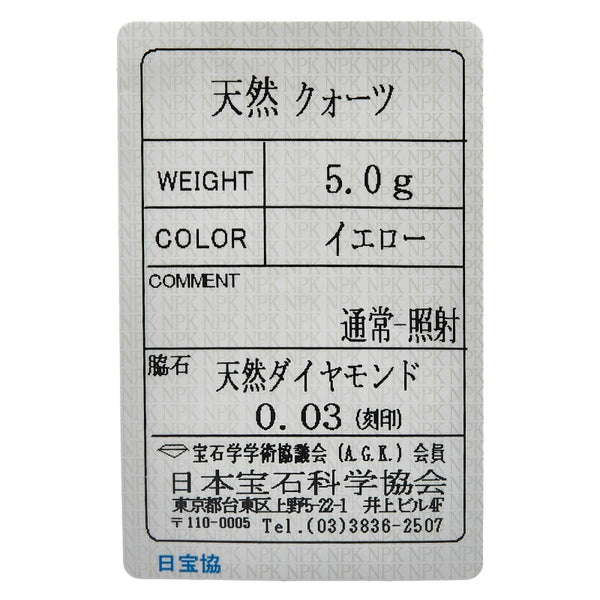 天然 クォーツ
WEIGHT 5.0g
COLOR イエロー
COMMENT
通常-照射
脇石 天然ダイヤモンド
0.03 (刻印)
宝石学学術協議会(A.G.K.)会員
日本宝石科学協会
東京都台東区上野5-22-1 井上ビル4F
〒110-0005 Tel.(03)3836-2507
日宝協